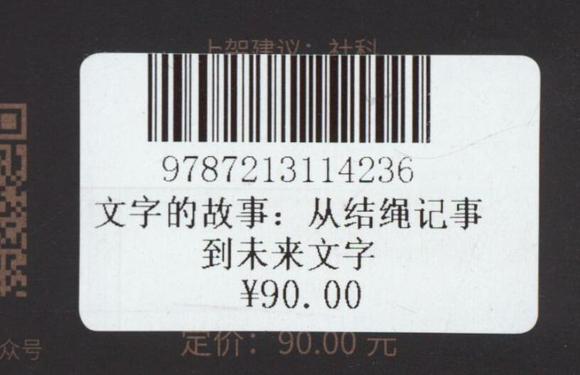 上架建议：社科
9787213114236
文字的故事：从结绳记事
到未来文字
¥90.00
众号
定价：90.00 元